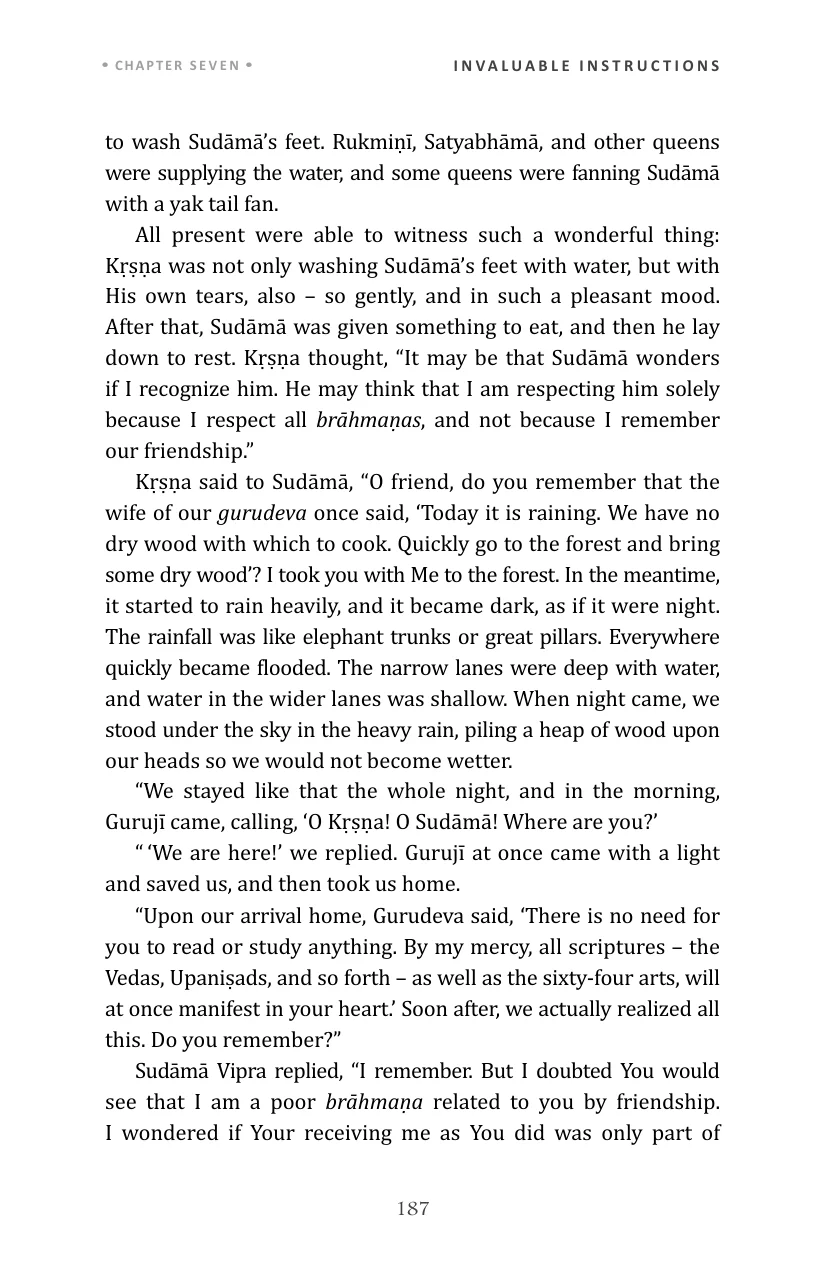 • CHAPTER SEVEN •
INVALUABLE INSTRUCTIONS
to wash Sudāmā’s feet. Rukmiṇī, Satyabhāmā, and other queens
were supplying the water, and some queens were fanning Sudāmā
with a yak tail fan.
All present were able to witness such a wonderful thing:
Kṛṣṇa was not only washing Sudāmā’s feet with water, but with
His own tears, also – so gently, and in such a pleasant mood.
After that, Sudāmā was given something to eat, and then he lay
down to rest. Kṛṣṇa thought, “It may be that Sudāmā wonders
if I recognize him. He may think that I am respecting him solely
because I respect all brāhmaṇas, and not because I remember
our friendship.”
Kṛṣṇa said to Sudāmā, “O friend, do you remember that the
wife of our gurudeva once said, ‘Today it is raining. We have no
dry wood with which to cook. Quickly go to the forest and bring
some dry wood’? I took you with Me to the forest. In the meantime,
it started to rain heavily, and it became dark, as if it were night.
The rainfall was like elephant trunks or great pillars. Everywhere
quickly became flooded. The narrow lanes were deep with water,
and water in the wider lanes was shallow. When night came, we
stood under the sky in the heavy rain, piling a heap of wood upon
our heads so we would not become wetter.
“We stayed like that the whole night, and in the morning,
Gurujī came, calling, ‘O Kṛṣṇa! O Sudāmā! Where are you?’
“ ‘We are here!’ we replied. Gurujī at once came with a light
and saved us, and then took us home.
“Upon our arrival home, Gurudeva said, ‘There is no need for
you to read or study anything. By my mercy, all scriptures – the
Vedas, Upaniṣads, and so forth – as well as the sixty-four arts, will
at once manifest in your heart.’ Soon after, we actually realized all
this. Do you remember?”
Sudāmā Vipra replied, “I remember. But I doubted You would
see that I am a poor brāhmaṇa related to you by friendship.
I wondered if Your receiving me as You did was only part of
187